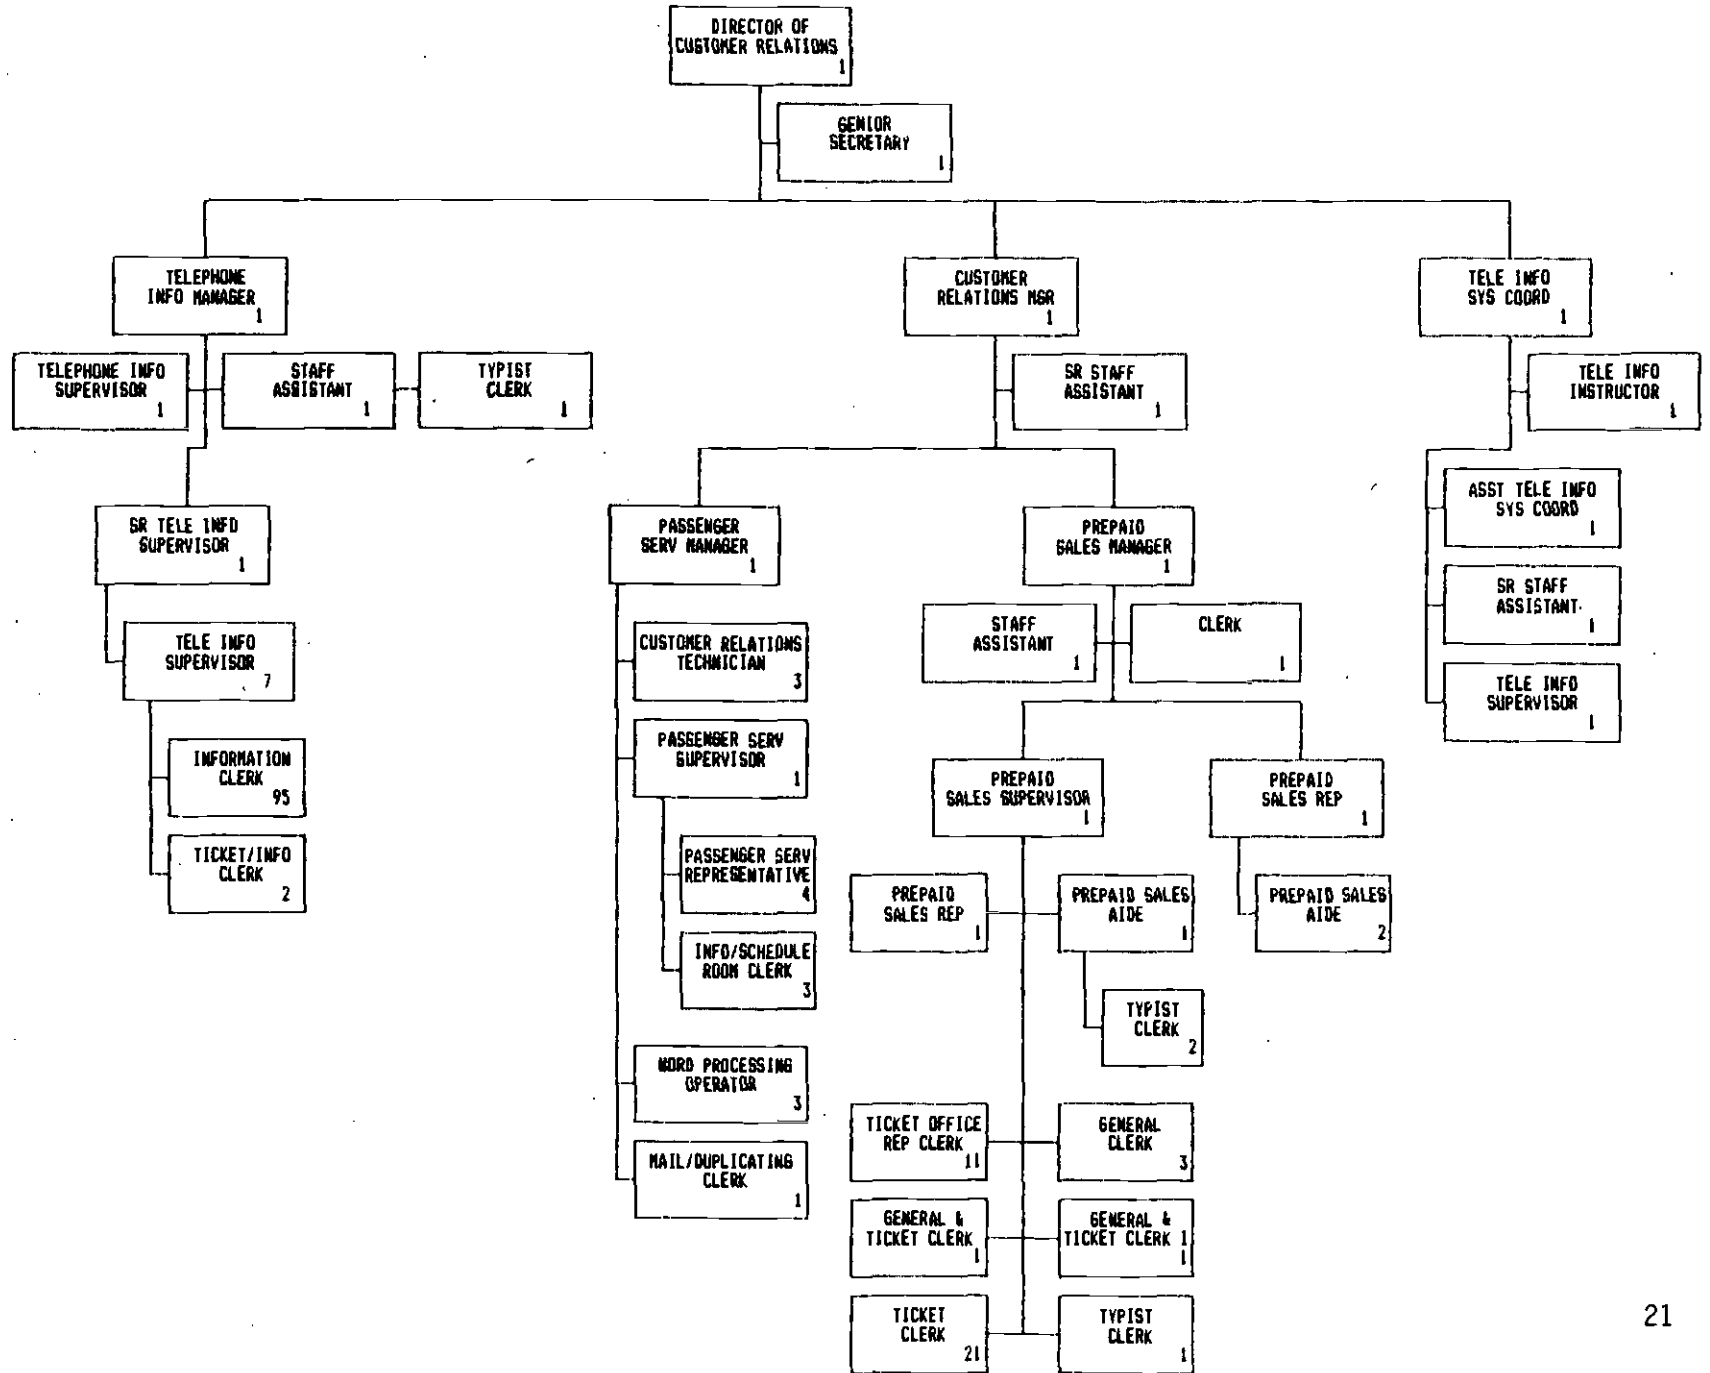 DIRECTOR OF
CUSTOMER RELATIONS
1
SENIOR
SECRETARY
1
TELEPHONE
INFO MANAGER
1
CUSTOMER
RELATIONS MGR
1
TELE INFO
SYS COORD
1
TELEPHONE INFO
SUPERVISOR
1
STAFF
ASSISTANT
1
TYPIST
CLERK
1
SR STAFF
ASSISTANT
1
TELE INFO
INSTRUCTOR
1
SR TELE INFO
SUPERVISOR
1
TELE INFO
SUPERVISOR
7
INFORMATION
CLERK
95
TICKET/INFO
CLERK
2
PASSENGER
SERV MANAGER
1
CUSTOMER RELATIONS
TECHNICIAN
3
PASSENGER SERV
SUPERVISOR
1
PASSENGER SERV
REPRESENTATIVE
4
INFO/SCHEDULE
ROOM CLERK
3
WORD PROCESSING
OPERATOR
3
MAIL/DUPLICATING
CLERK
1
PREPAID
SALES MANAGER
1
STAFF
ASSISTANT
1
CLERK
1
PREPAID
SALES SUPERVISOR
1
PREPAID
SALES REP
1
PREPAID
SALES REP
1
PREPAID SALES
AIDE
1
PREPAID SALES
AIDE
2
TYPIST
CLERK
2
TICKET OFFICE
REP CLERK
11
GENERAL
CLERK
3
GENERAL &
TICKET CLERK
1
GENERAL &
TICKET CLERK 1
1
TICKET
CLERK
21
TYPIST
CLERK
1
ASST TELE INFO
SYS COORD
1
SR STAFF
ASSISTANT
1
TELE INFO
SUPERVISOR
1
21